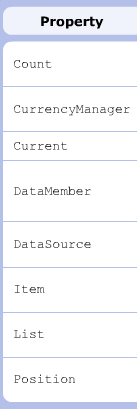 Property
Count
CurrencyManager
Current
DataMember
DataSource
Item
List
Position